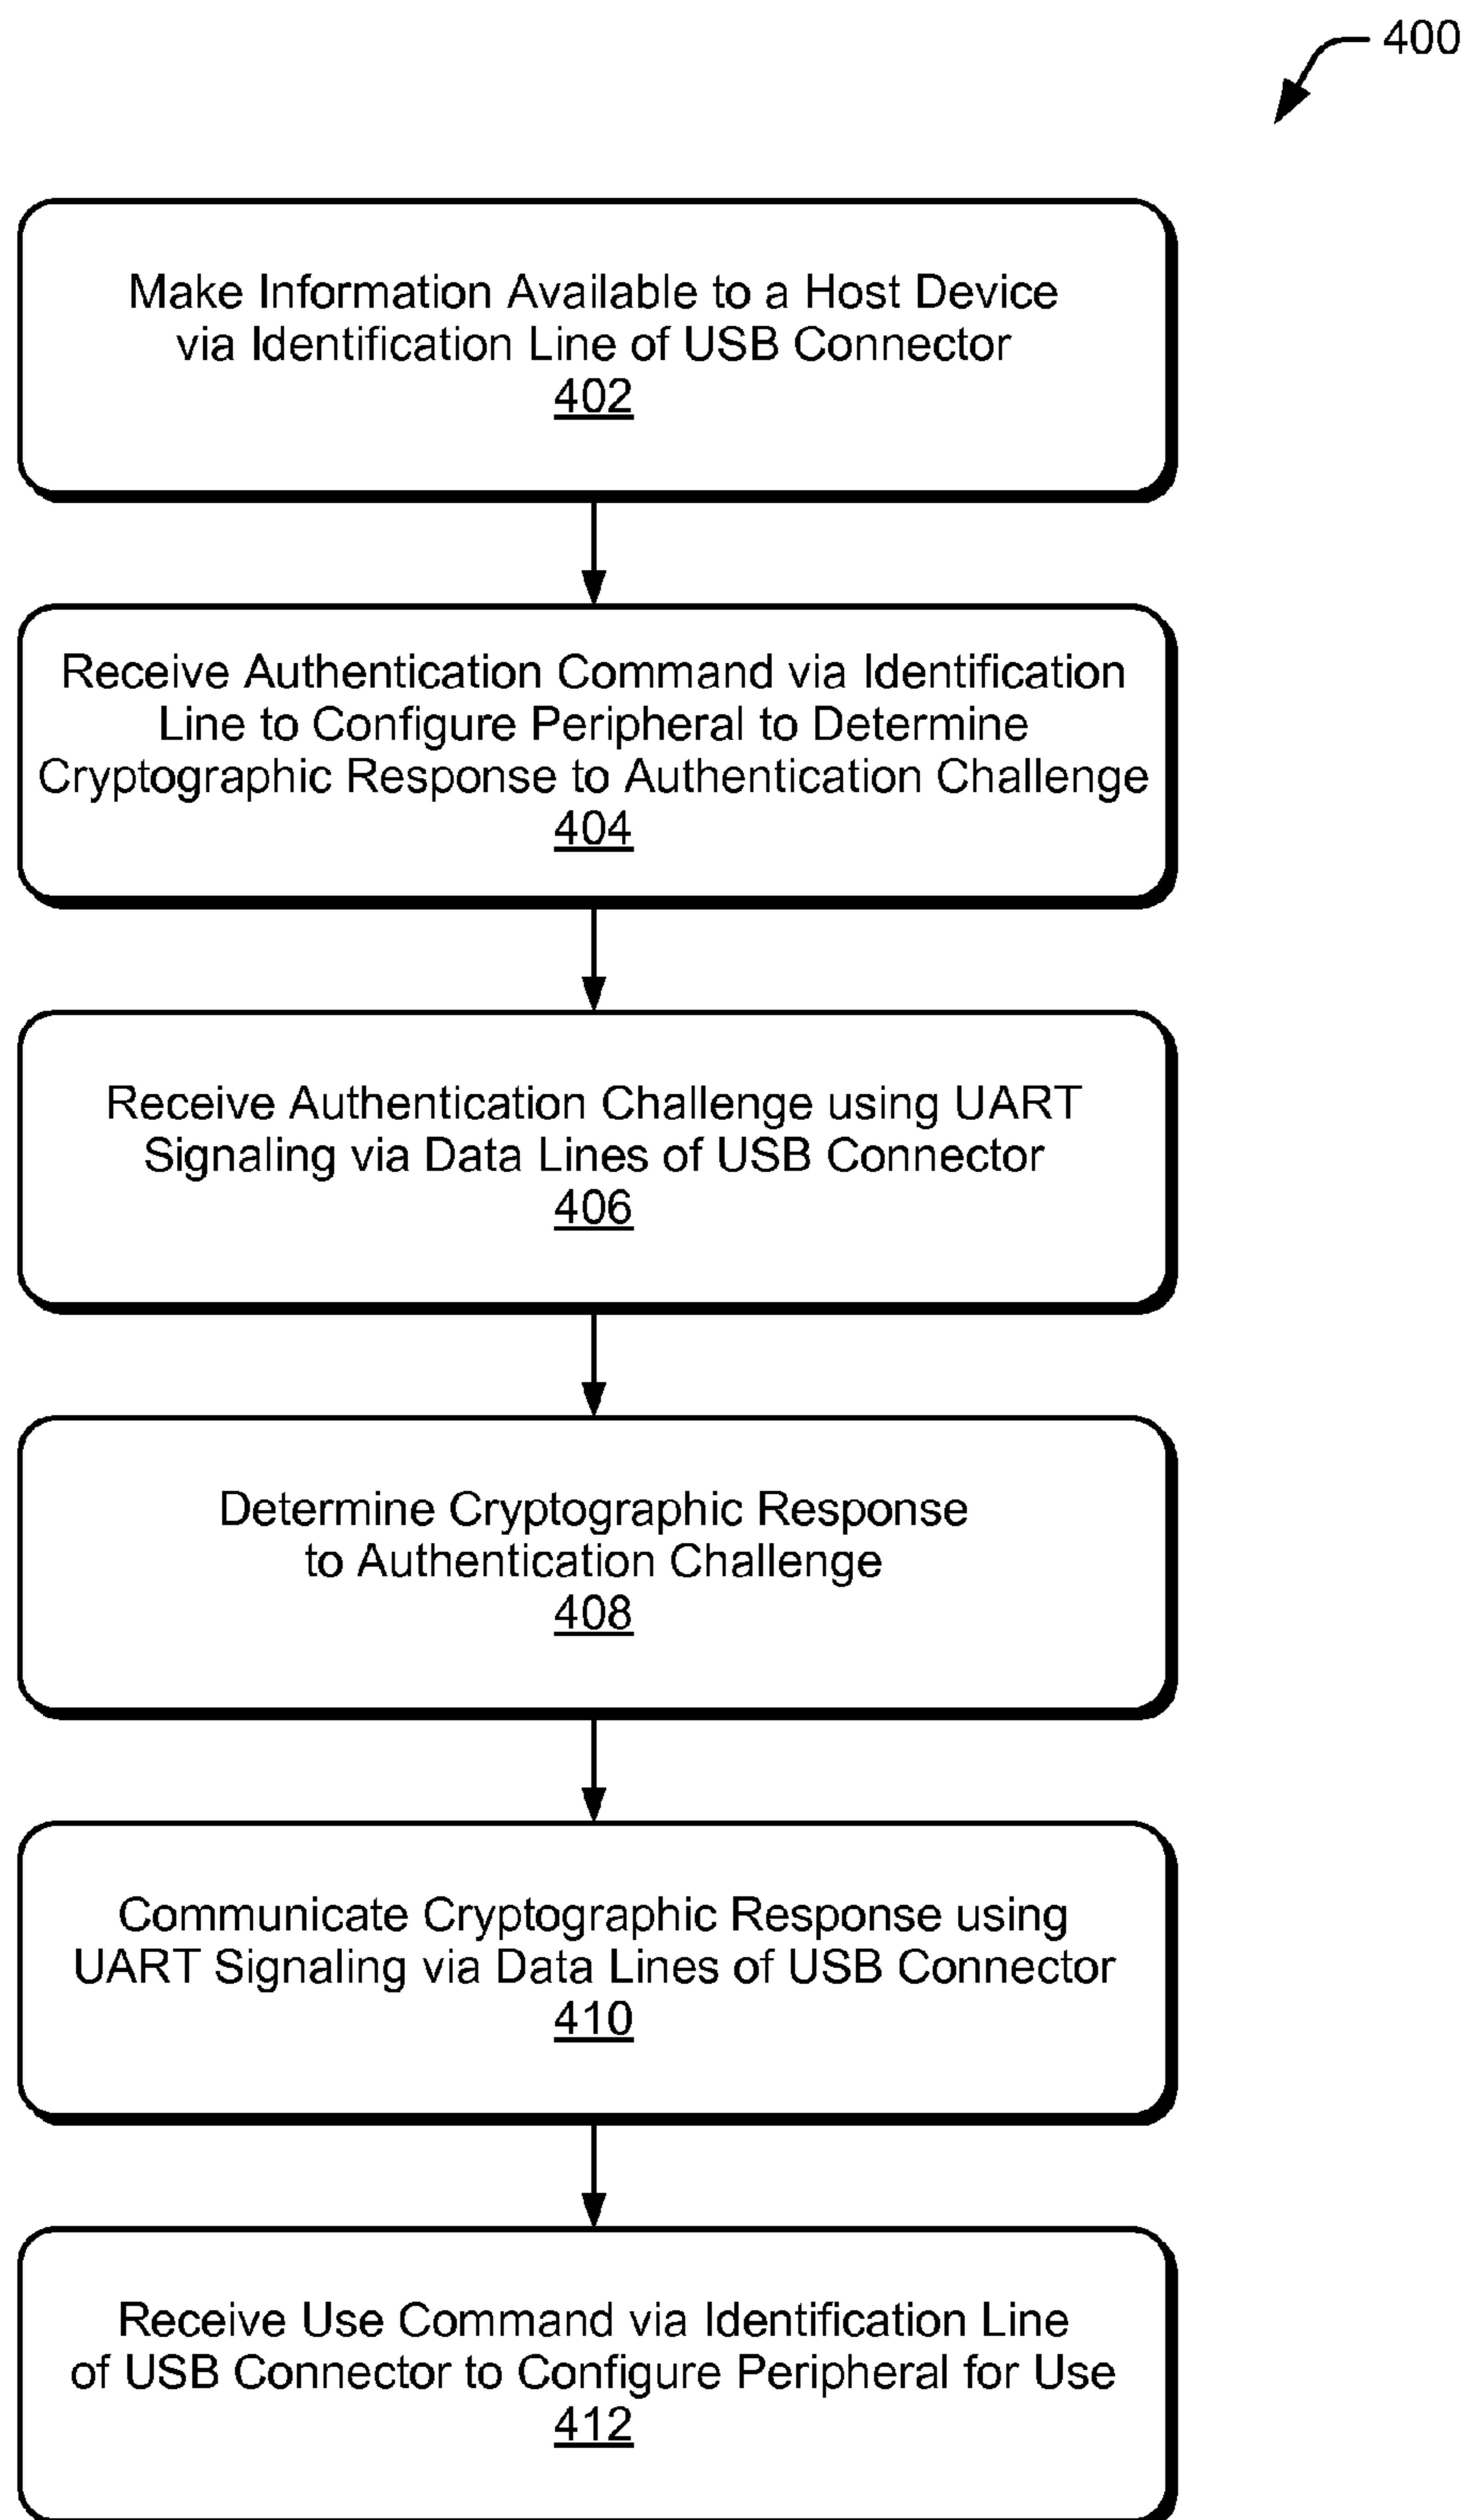 400
Make Information Available to a Host Device
via Identification Line of USB Connector
402
Receive Authentication Command via Identification
Line to Configure Peripheral to Determine
Cryptographic Response to Authentication Challenge
404
Receive Authentication Challenge using UART
Signaling via Data Lines of USB Connector
406
Determine Cryptographic Response
to Authentication Challenge
408
Communicate Cryptographic Response using
UART Signaling via Data Lines of USB Connector
410
Receive Use Command via Identification Line
of USB Connector to Configure Peripheral for Use
412